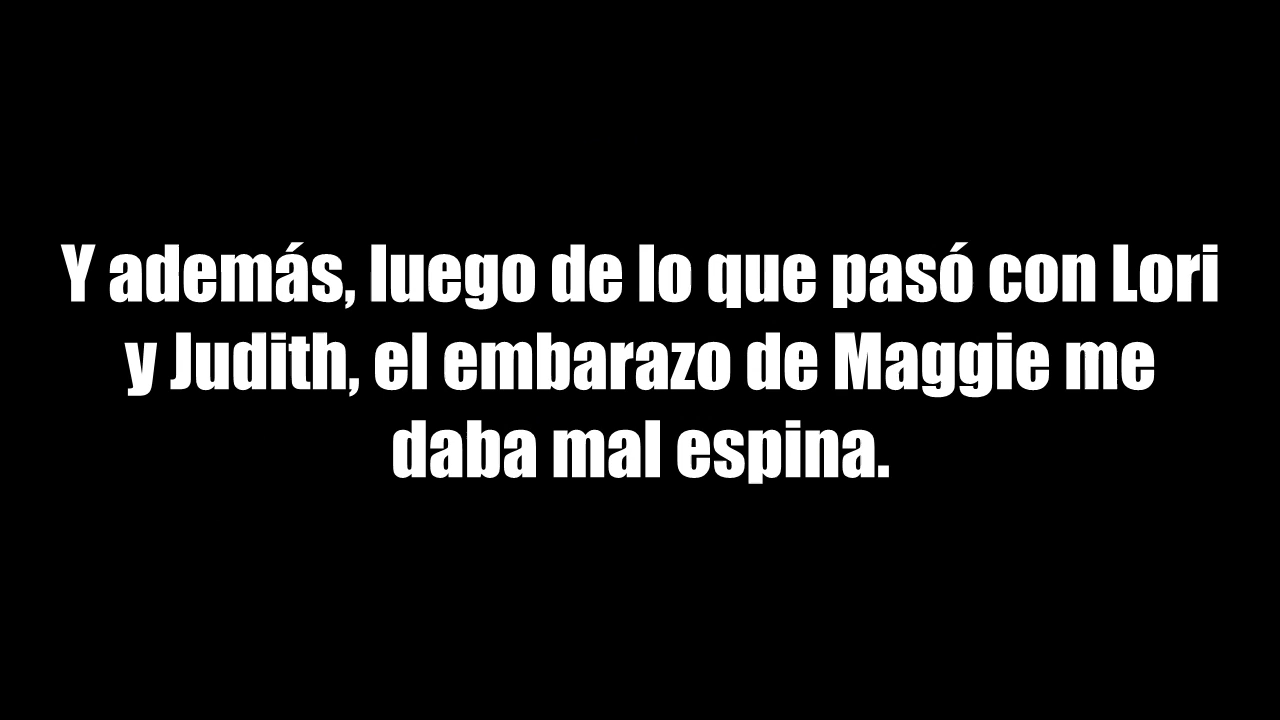 Y además, luego de lo que pasó con Lori
y Judith, el embarazo de Maggie me
daba mal espina.